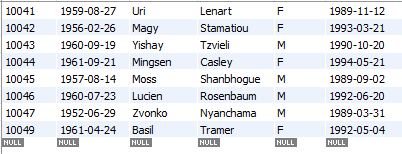 10041 1959-08-27 Uri Lenart F 1989-11-12
10042 1956-02-26 Magy Stamatiou F 1993-03-21
10043 1960-09-19 Yishay Tzvieli M 1990-10-20
10044 1961-09-21 Mingsen Casley F 1994-05-21
10045 1957-08-14 Moss Shanbhogue M 1989-09-02
10046 1960-07-23 Lucien Rosenbaum M 1992-06-20
10047 1952-06-29 Zvonko Nyanchama M 1989-03-31
10049 1961-04-24 Basil Tramer F 1992-05-04
NULL NULL NULL NULL NULL NULL